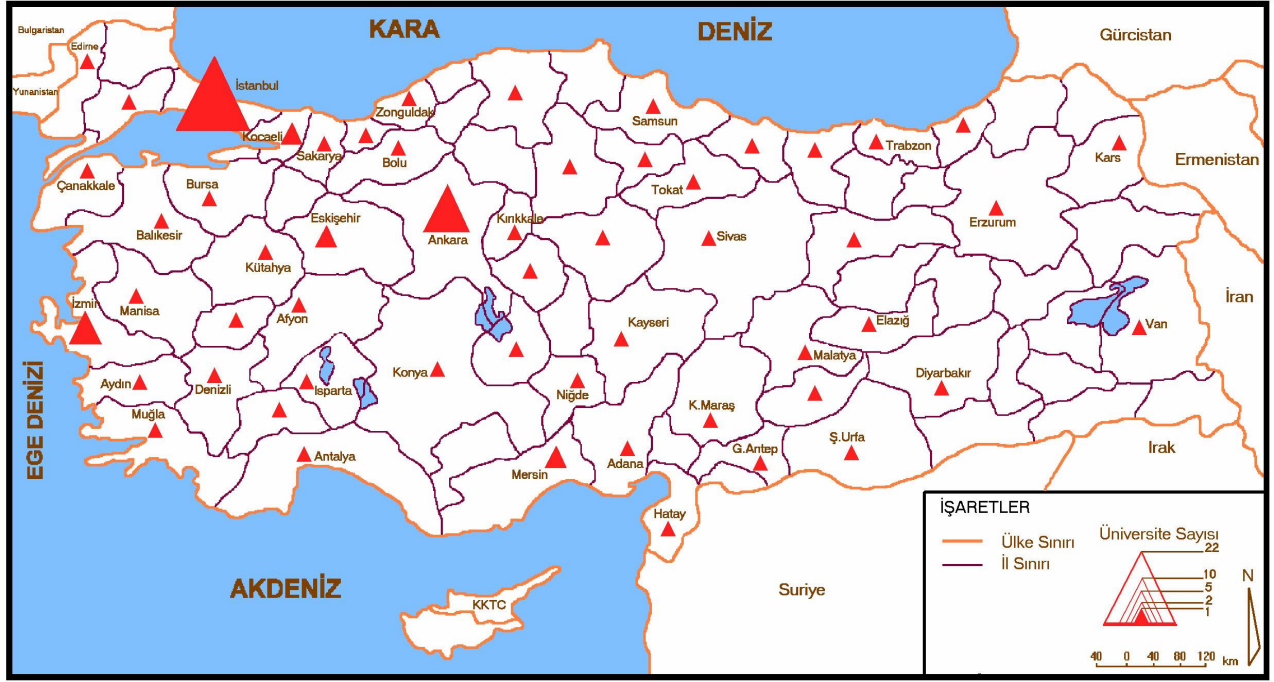 KARA
DENİZ
Gürcistan
Bulgaristan
Edirne
İstanbul
Yunanistan
Zonguldak
Samsun
Kocaeli
Sakarya
Bolu
Trabzon
Kars
Ermenistan
Çanakkale
Bursa
Tokat
Balıkesir
Eskişehir
Ankara
Kırıkkale
Sivas
Erzurum
Kütahya
İzmir
Manisa
Afyon
Kayseri
Elazığ
Van
İran
Malatya
Aydın
Denizli
Isparta
Konya
Niğde
Diyarbakır
EGE DENİZİ
Muğla
K.Maraş
Antalya
Mersin
Adana
G.Antep
Ş.Urfa
Irak
Hatay
AKDENİZ
KKTC
Suriye
İŞARETLER
Ülke Sınırı
İl Sınırı
Üniversite Sayısı
22
10
5
2
1
N
40 0 40 80 120
km